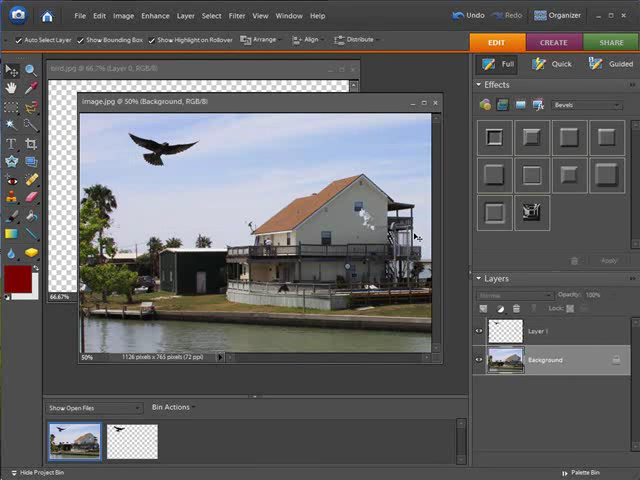 File Edit Image Enhance Layer Select Filter View Window Help
Undo Redo Organizer
Auto Select Layer Show Bounding Box Show Highlight on Rollover Arrange Align Distribute
EDIT CREATE SHARE
Full Quick Guided
bird.jpg @ 66.7% (Layer 0, RGB/8)
Effects
image.jpg @ 50% (Background, RGB/8)
Bevels
Apply
Layers
Normal Opacity: 100%
66.67%
Lock:
Layer 1
50% 1126 pixels x 765 pixels (72 ppi)
Background
Show Open Files Bin Actions
Hide Project Bin Palette Bin